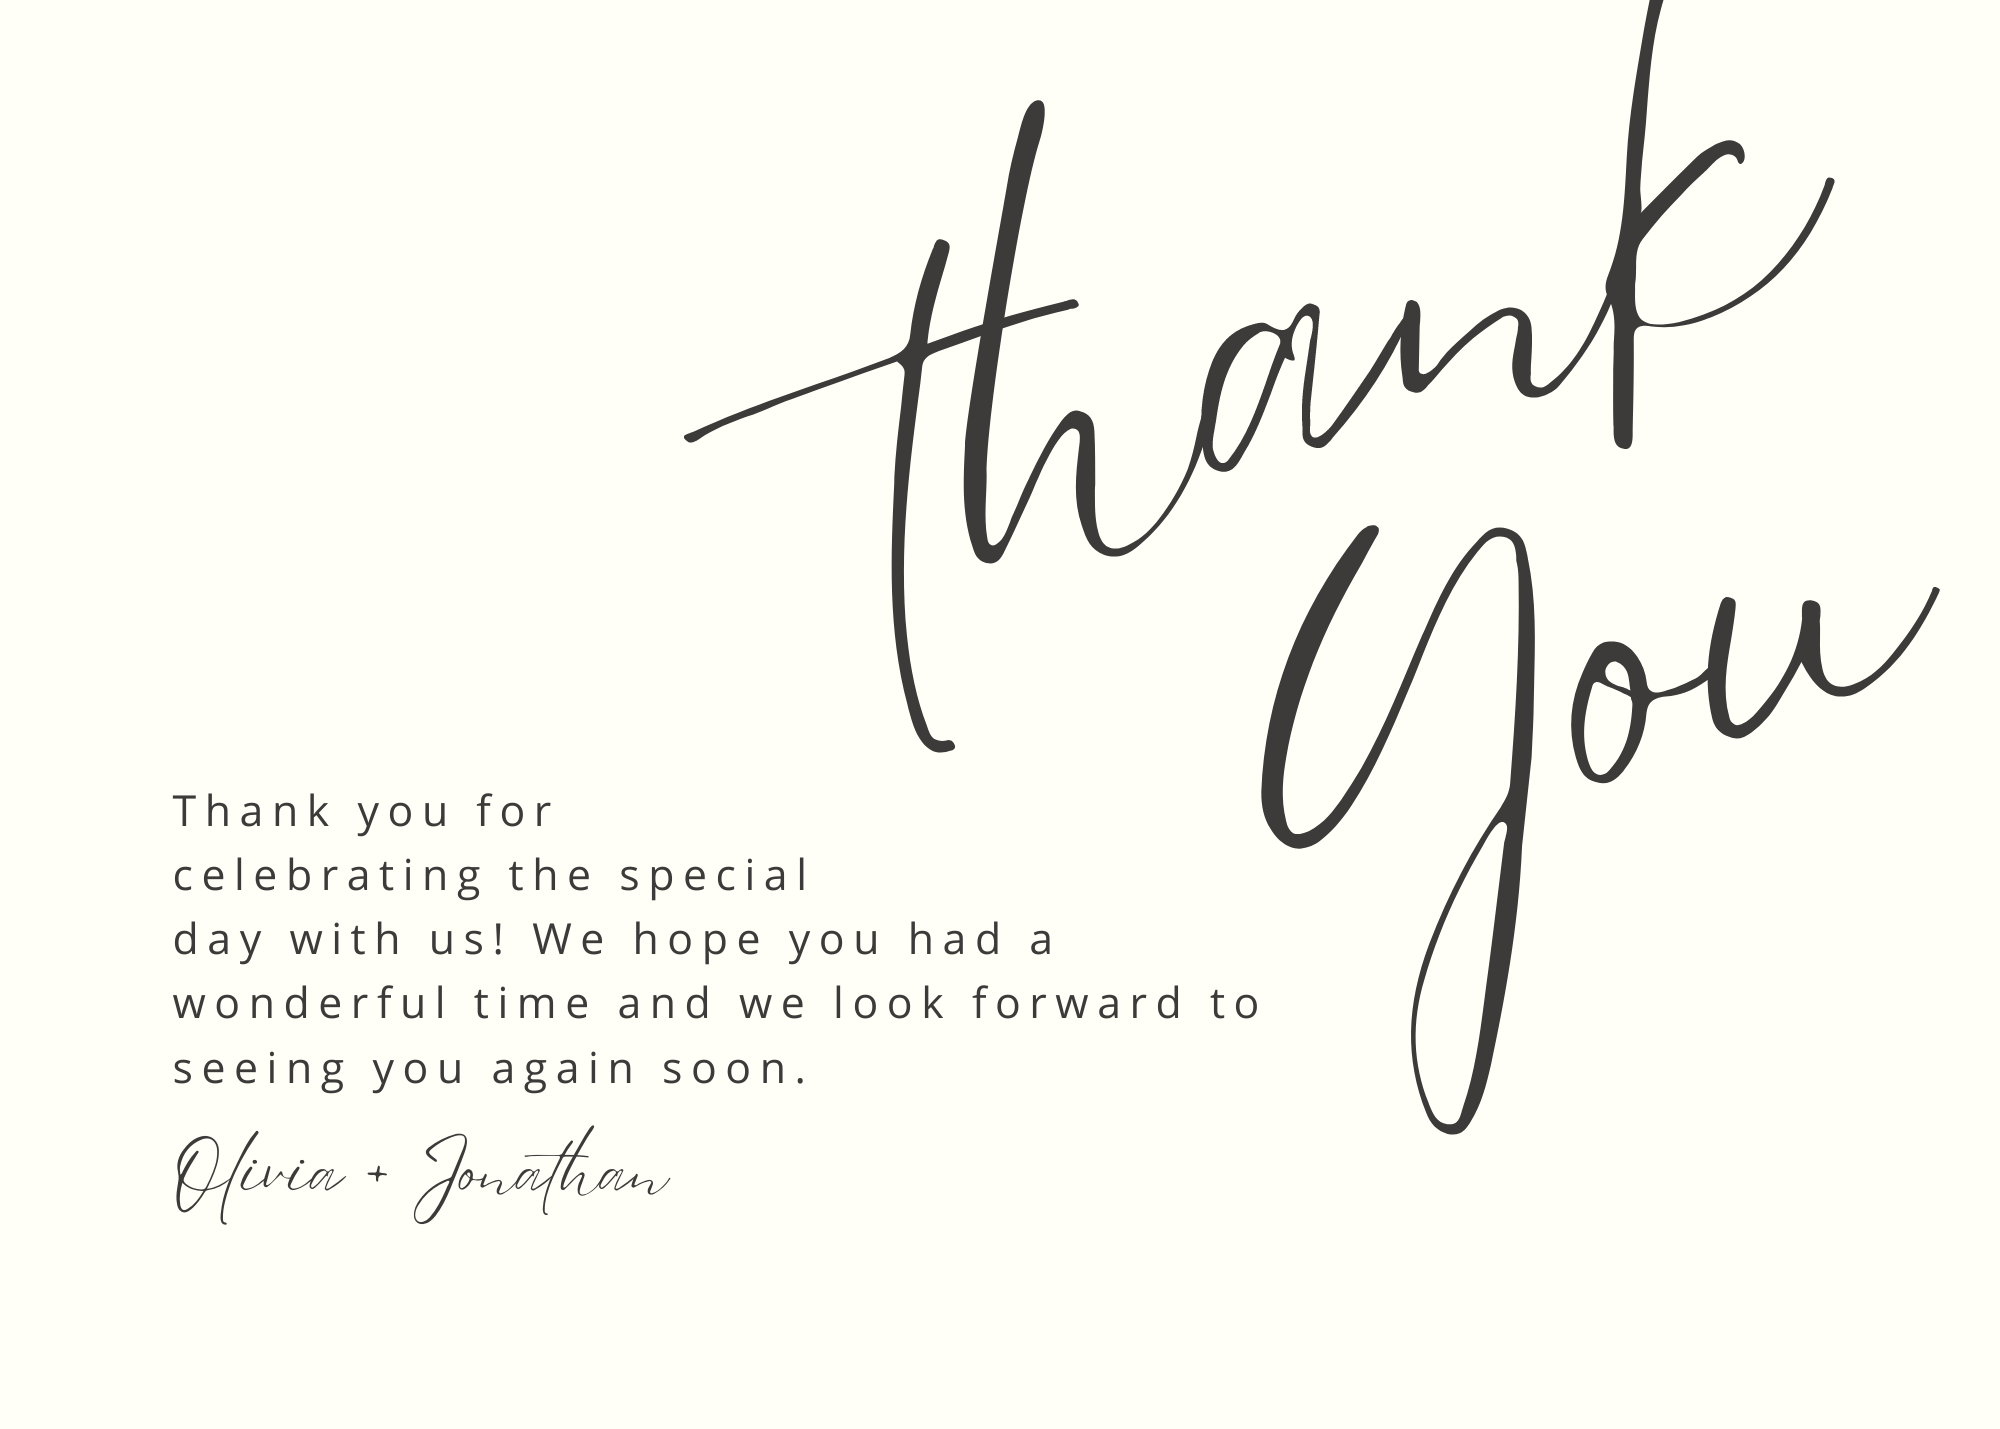 thank
you
Thank you for
celebrating the special
day with us! We hope you had a
wonderful time and we look forward to
seeing you again soon.
Olivia + Jonathan